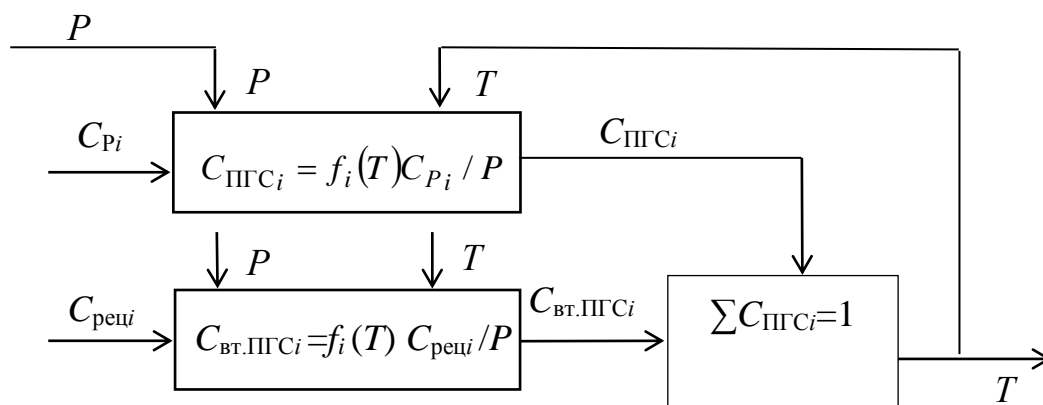 P
P T
C_Pi C_ПГСi
C_ПГСi = f_i(T)C_Pi / P
P T
C_рецi C_вт.ПГСi ∑C_ПГСi=1
C_вт.ПГСi=f_i(T) C_рецi/P
T